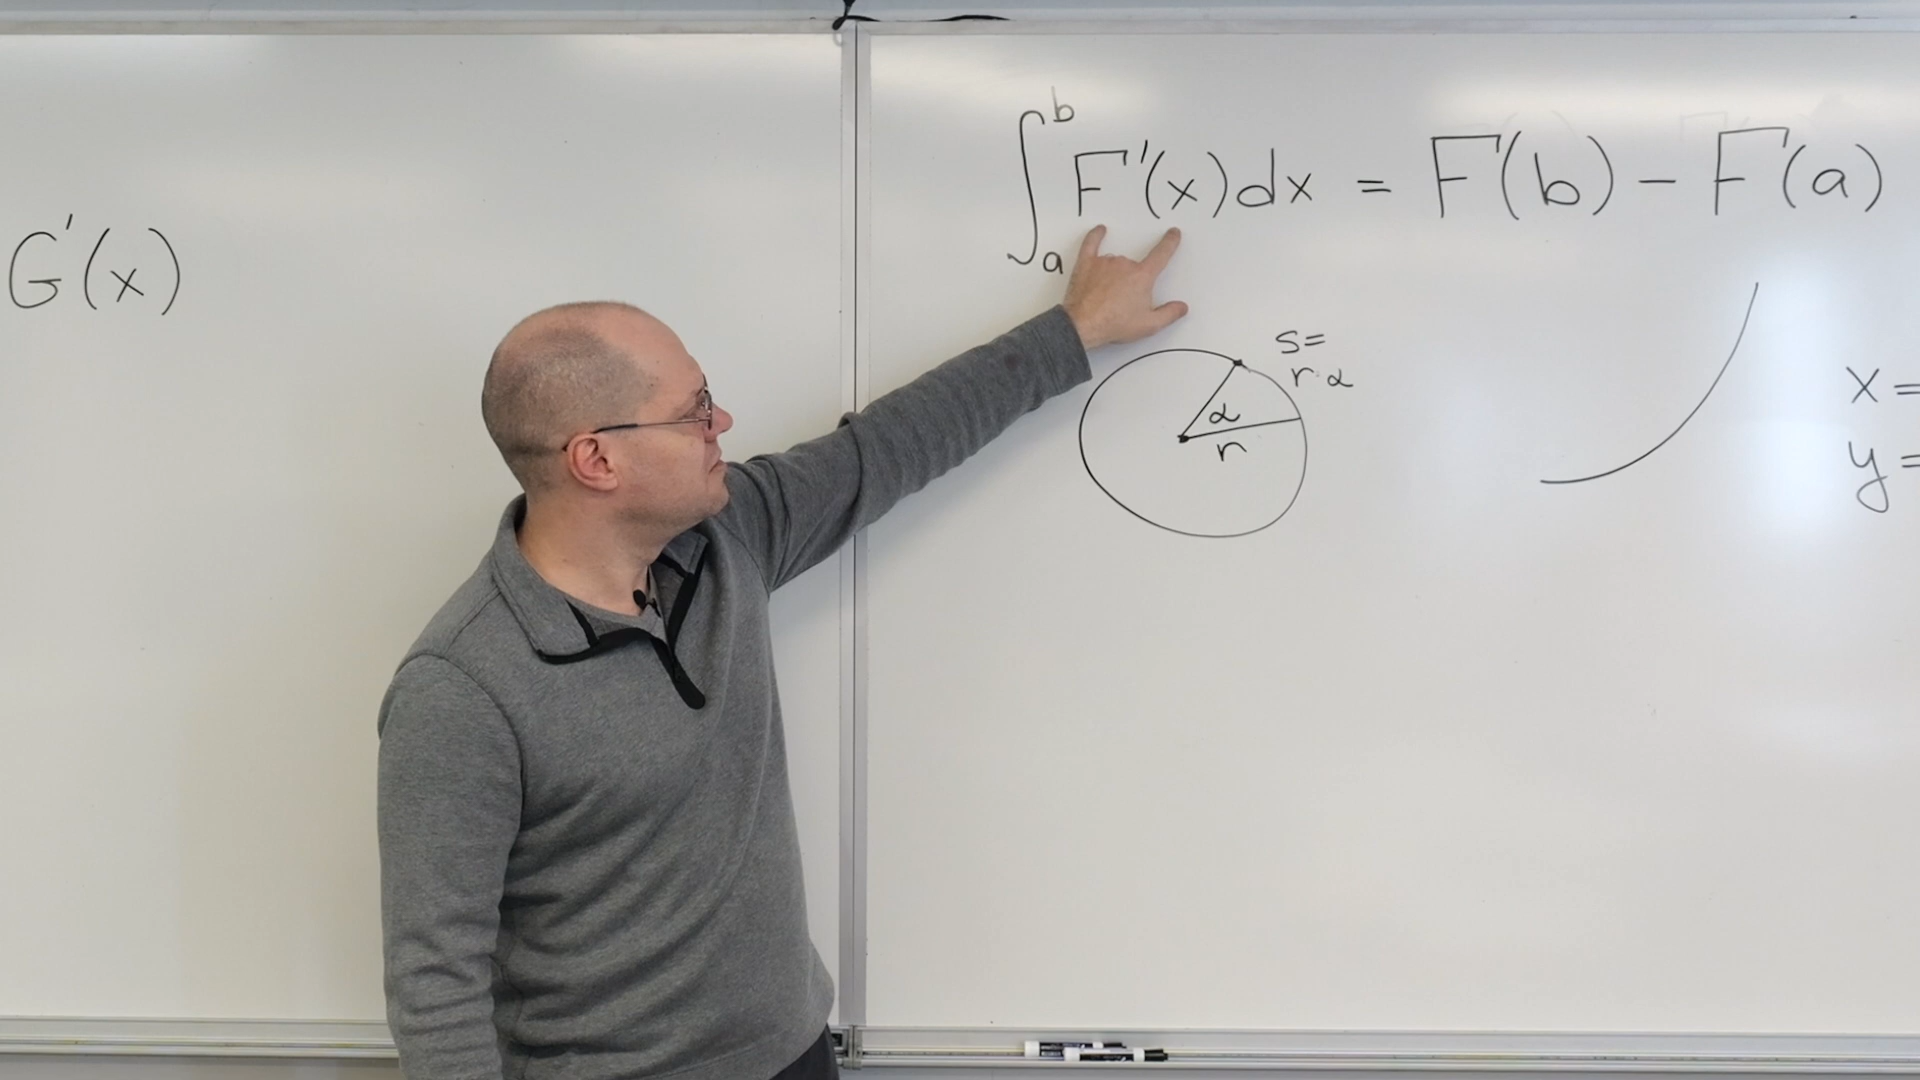 G'(x)
∫_a^b F'(x)dx = F(b) - F(a)
s=
r·α
α
r
x=
y=